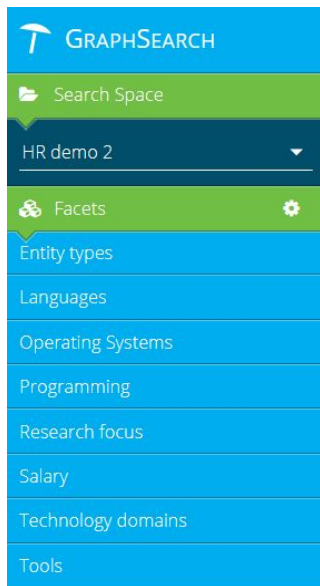 GRAPHSEARCH
Search Space
HR demo 2
Facets
Entity types
Languages
Operating Systems
Programming
Research focus
Salary
Technology domains
Tools